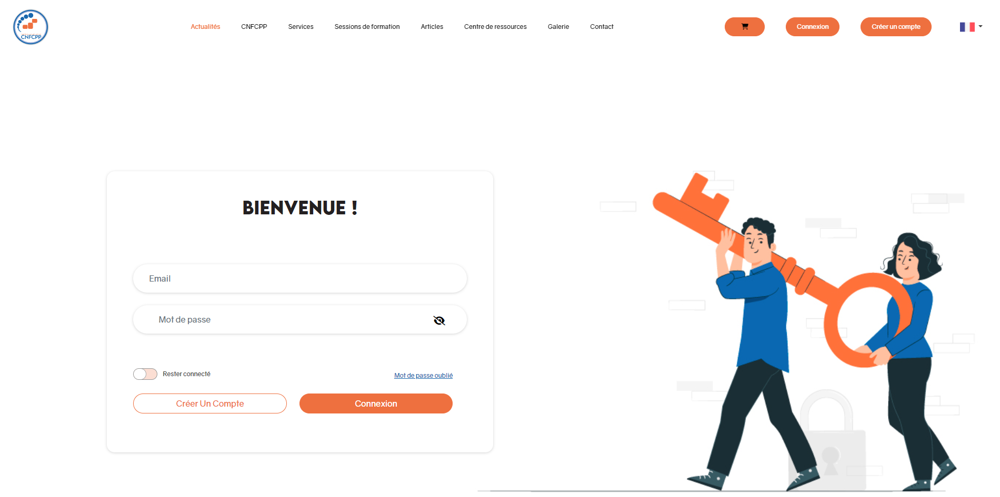 CNFCPP
Actualités
CNFCPP
Services
Sessions de formation
Articles
Centre de ressources
Galerie
Contact
Connexion
Créer un compte
BIENVENUE !
Email
Mot de passe
Rester connecté
Mot de passe oublié
Créer Un Compte
Connexion